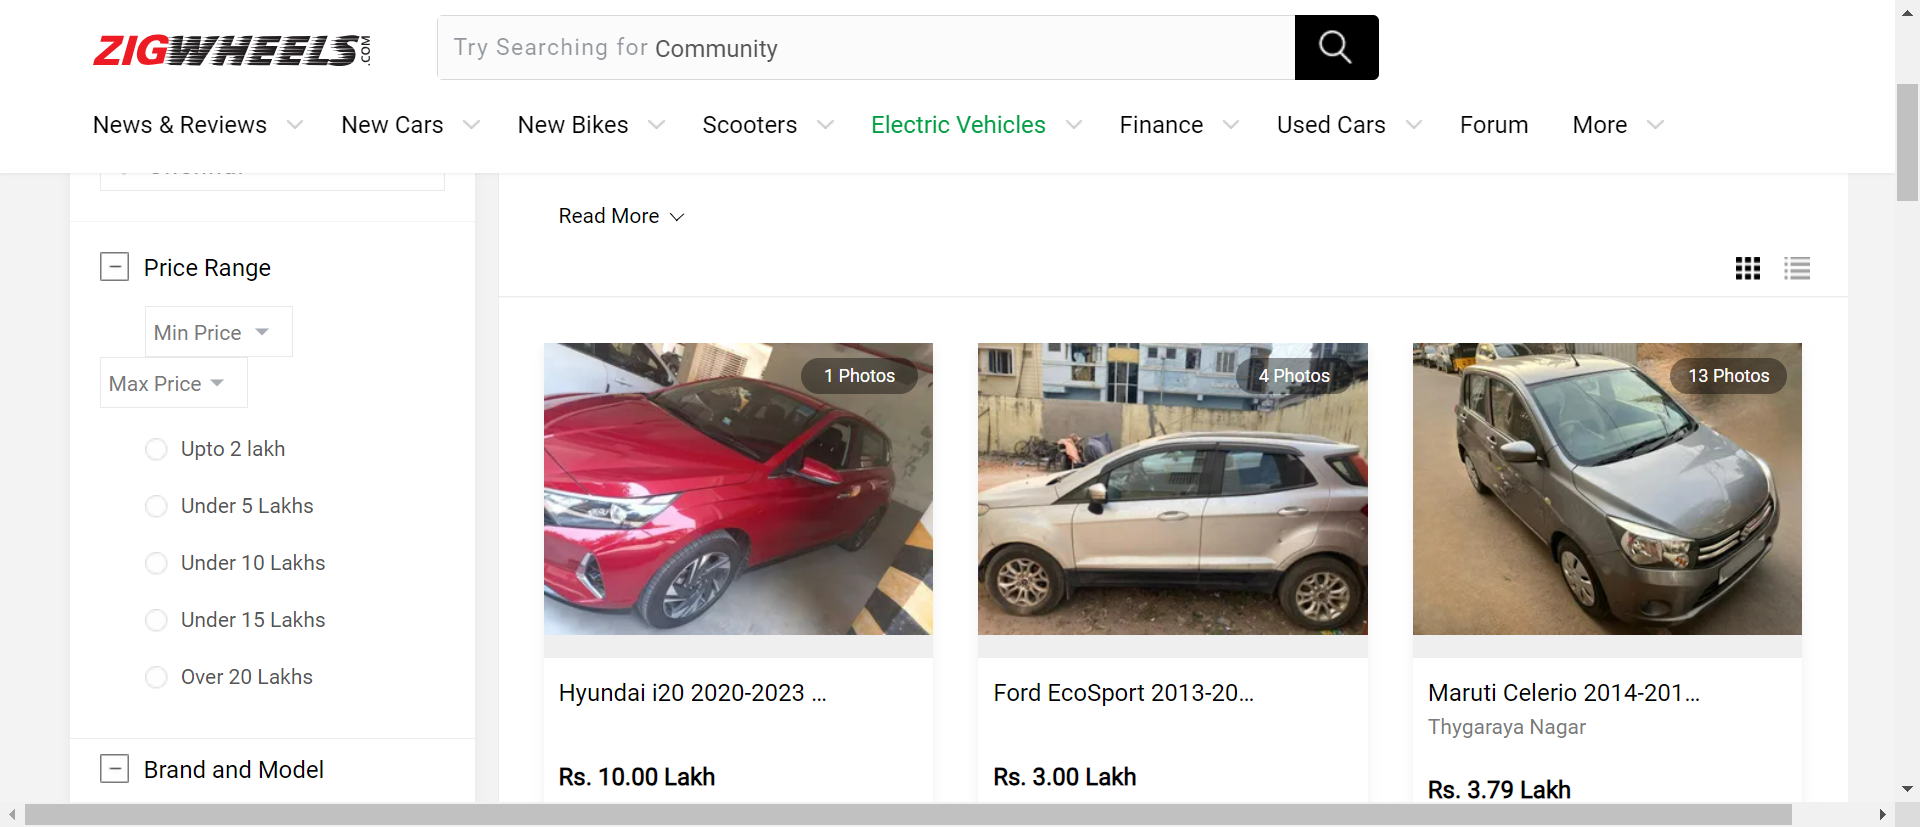 ZIGWHEELS.COM
Try Searching for Community
News & Reviews
New Cars
New Bikes
Scooters
Electric Vehicles
Finance
Used Cars
Forum
More
Read More
Price Range
Min Price
Max Price
Upto 2 lakh
Under 5 Lakhs
Under 10 Lakhs
Under 15 Lakhs
Over 20 Lakhs
Brand and Model
1 Photos
Hyundai i20 2020-2023 ...
Rs. 10.00 Lakh
4 Photos
Ford EcoSport 2013-20...
Rs. 3.00 Lakh
13 Photos
Maruti Celerio 2014-201...
Thygaraya Nagar
Rs. 3.79 Lakh